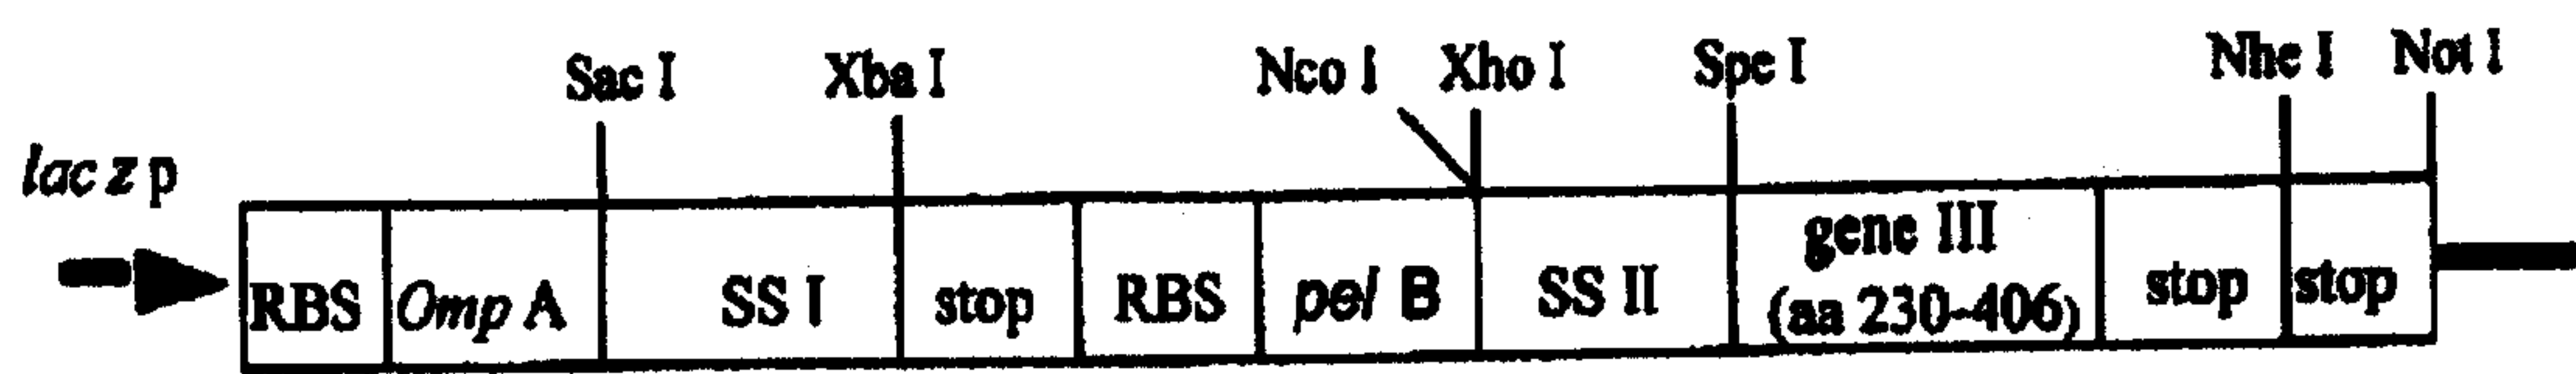 Sac I Xba I Nco I Xho I Spe I Nhe I Not I
lac z p
RBS Omp A SS I stop RBS pel B SS II gene III (aa 230-406) stop stop